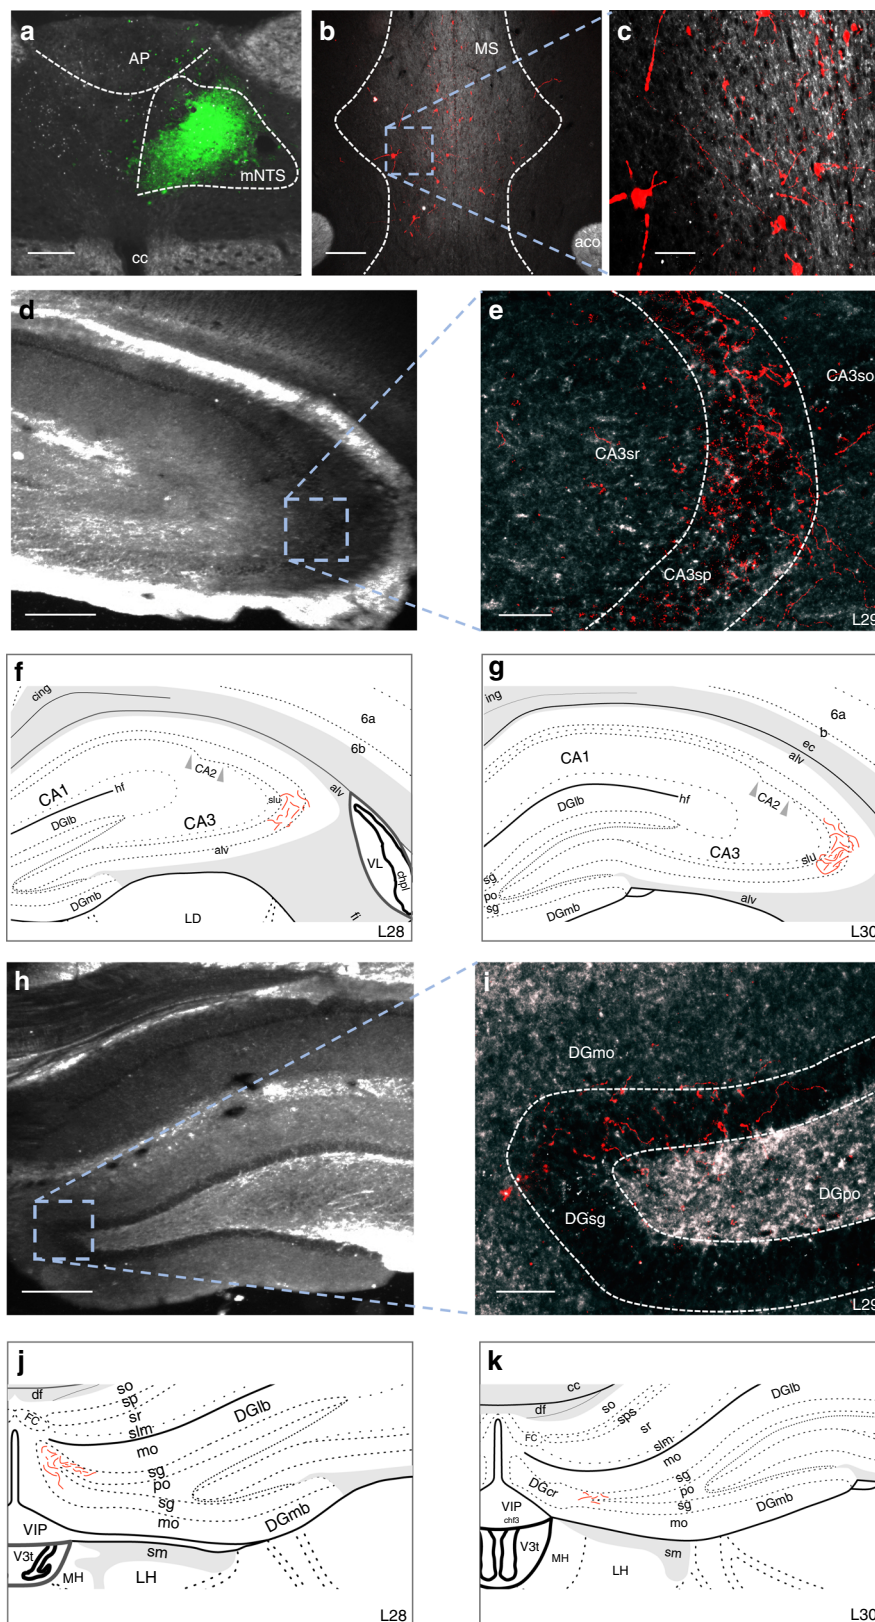 a
AP
mNTS
cc
b
MS
aco
c
d
e
CA3so
CA3sr
CA3sp
L29
f
cing
6a
6b
CA2
CA1
hf
slu
alv
DGlb
CA3
alv
VL
chpl
DGmb
LD
fi
L28
g
ing
6a
b
ec
alv
CA1
CA2
DGlb
hf
CA3
slu
sg
po
sg
DGmb
alv
L30
h
i
DGmo
DGpo
DGsg
L29
j
so
sp
df
sr
FC
slm
DGlb
mo
sg
po
sg
mo
DGmb
VIP
V3t
sm
MH
LH
L28
k
cc
df
so
sps
DGlb
FC
sr
slm
mo
sg
DGcr
po
sg
DGmb
VIP
mo
chf3
V3t
sm
MH
LH
L30